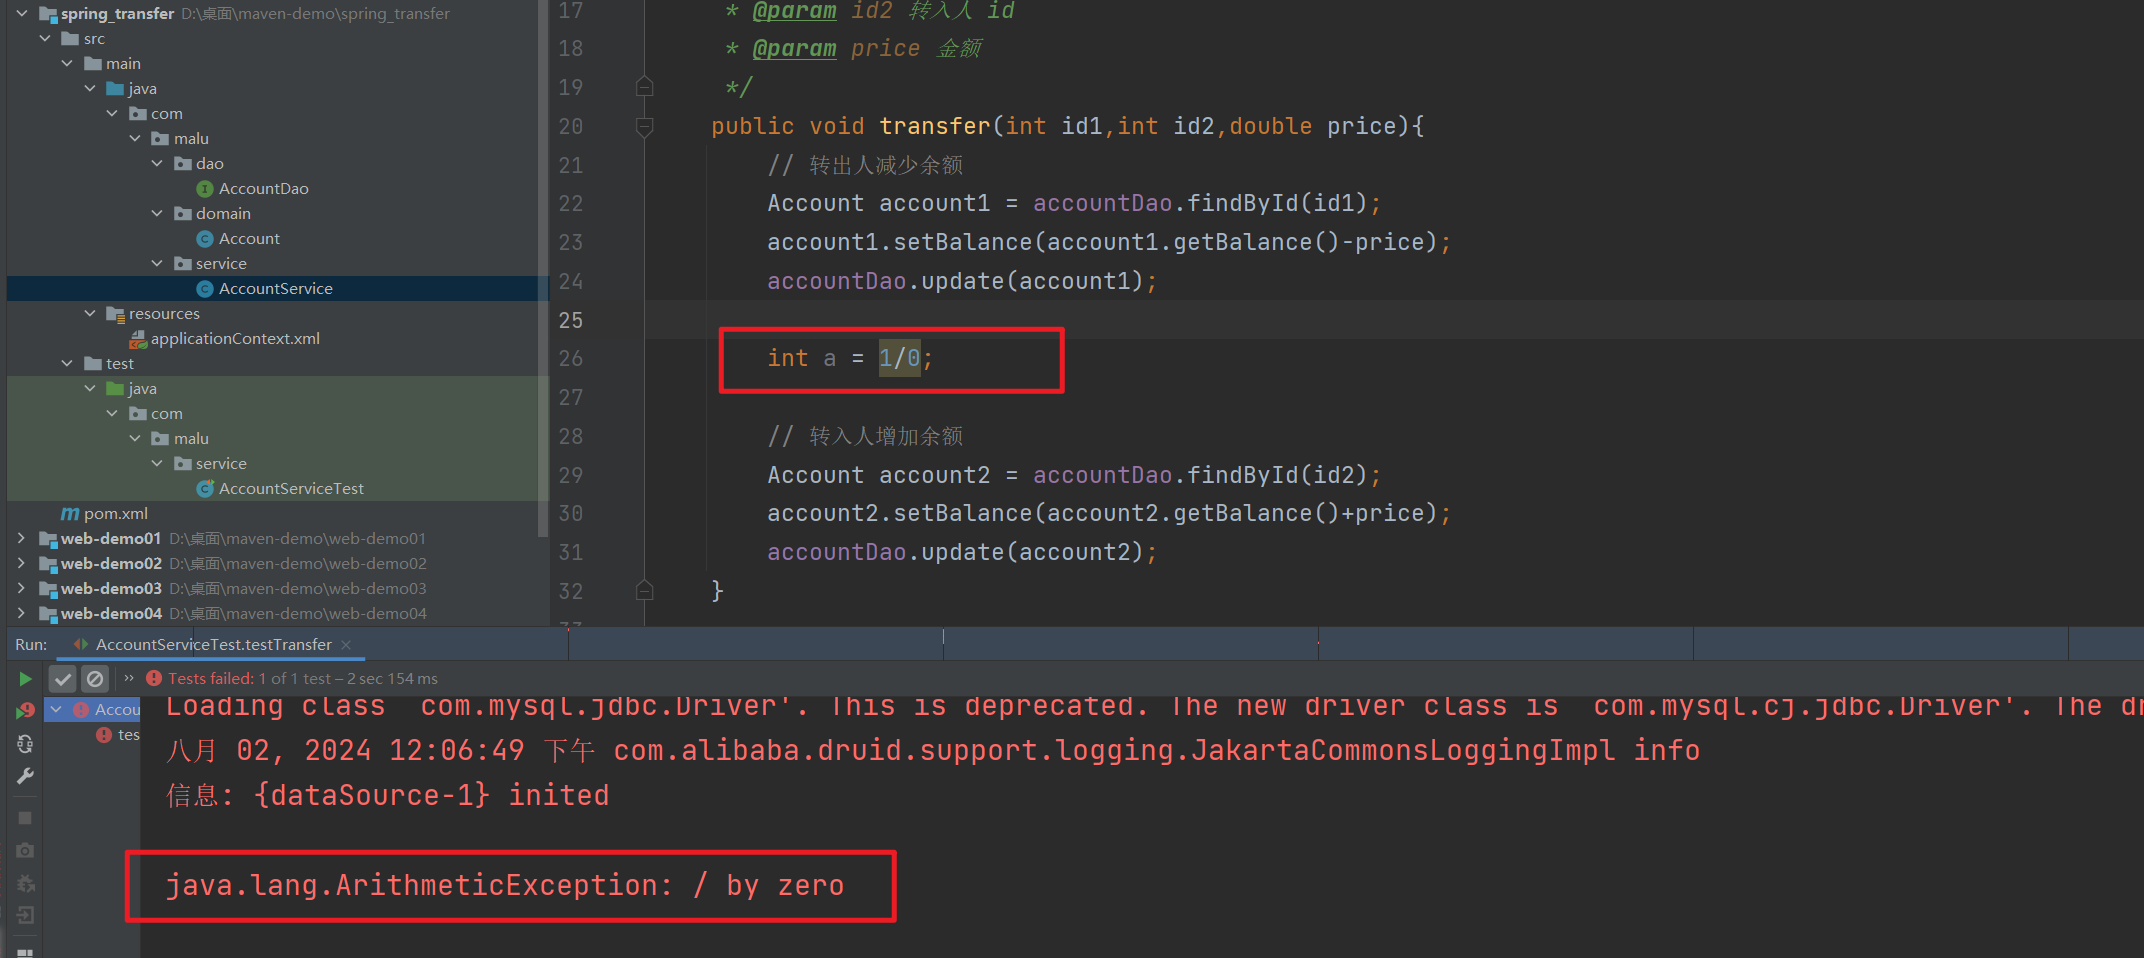 spring_transfer D:\桌面\maven-demo\spring_transfer
src
main
java
com
malu
dao
AccountDao
domain
Account
service
AccountService
resources
applicationContext.xml
test
java
com
malu
service
AccountServiceTest
pom.xml
web-demo01 D:\桌面\maven-demo\web-demo01
web-demo02 D:\桌面\maven-demo\web-demo02
web-demo03 D:\桌面\maven-demo\web-demo03
web-demo04 D:\桌面\maven-demo\web-demo04
17 * @param id2 转入人 id
18 * @param price 金额
19 */
20 public void transfer(int id1,int id2,double price){
21 // 转出人减少余额
22 Account account1 = accountDao.findById(id1);
23 account1.setBalance(account1.getBalance()-price);
24 accountDao.update(account1);
25
26 int a = 1/0;
27
28 // 转入人增加余额
29 Account account2 = accountDao.findById(id2);
30 account2.setBalance(account2.getBalance()+price);
31 accountDao.update(account2);
32 }
Run: AccountServiceTest.testTransfer
Tests failed: 1 of 1 test – 2 sec 154 ms
Accou
tes
Loading class com.mysql.jdbc.Driver'. This is deprecated. The new driver class is com.mysql.cj.jdbc.Driver'. The dr
八月 02, 2024 12:06:49 下午 com.alibaba.druid.support.logging.JakartaCommonsLoggingImpl info
信息: {dataSource-1} inited
java.lang.ArithmeticException: / by zero